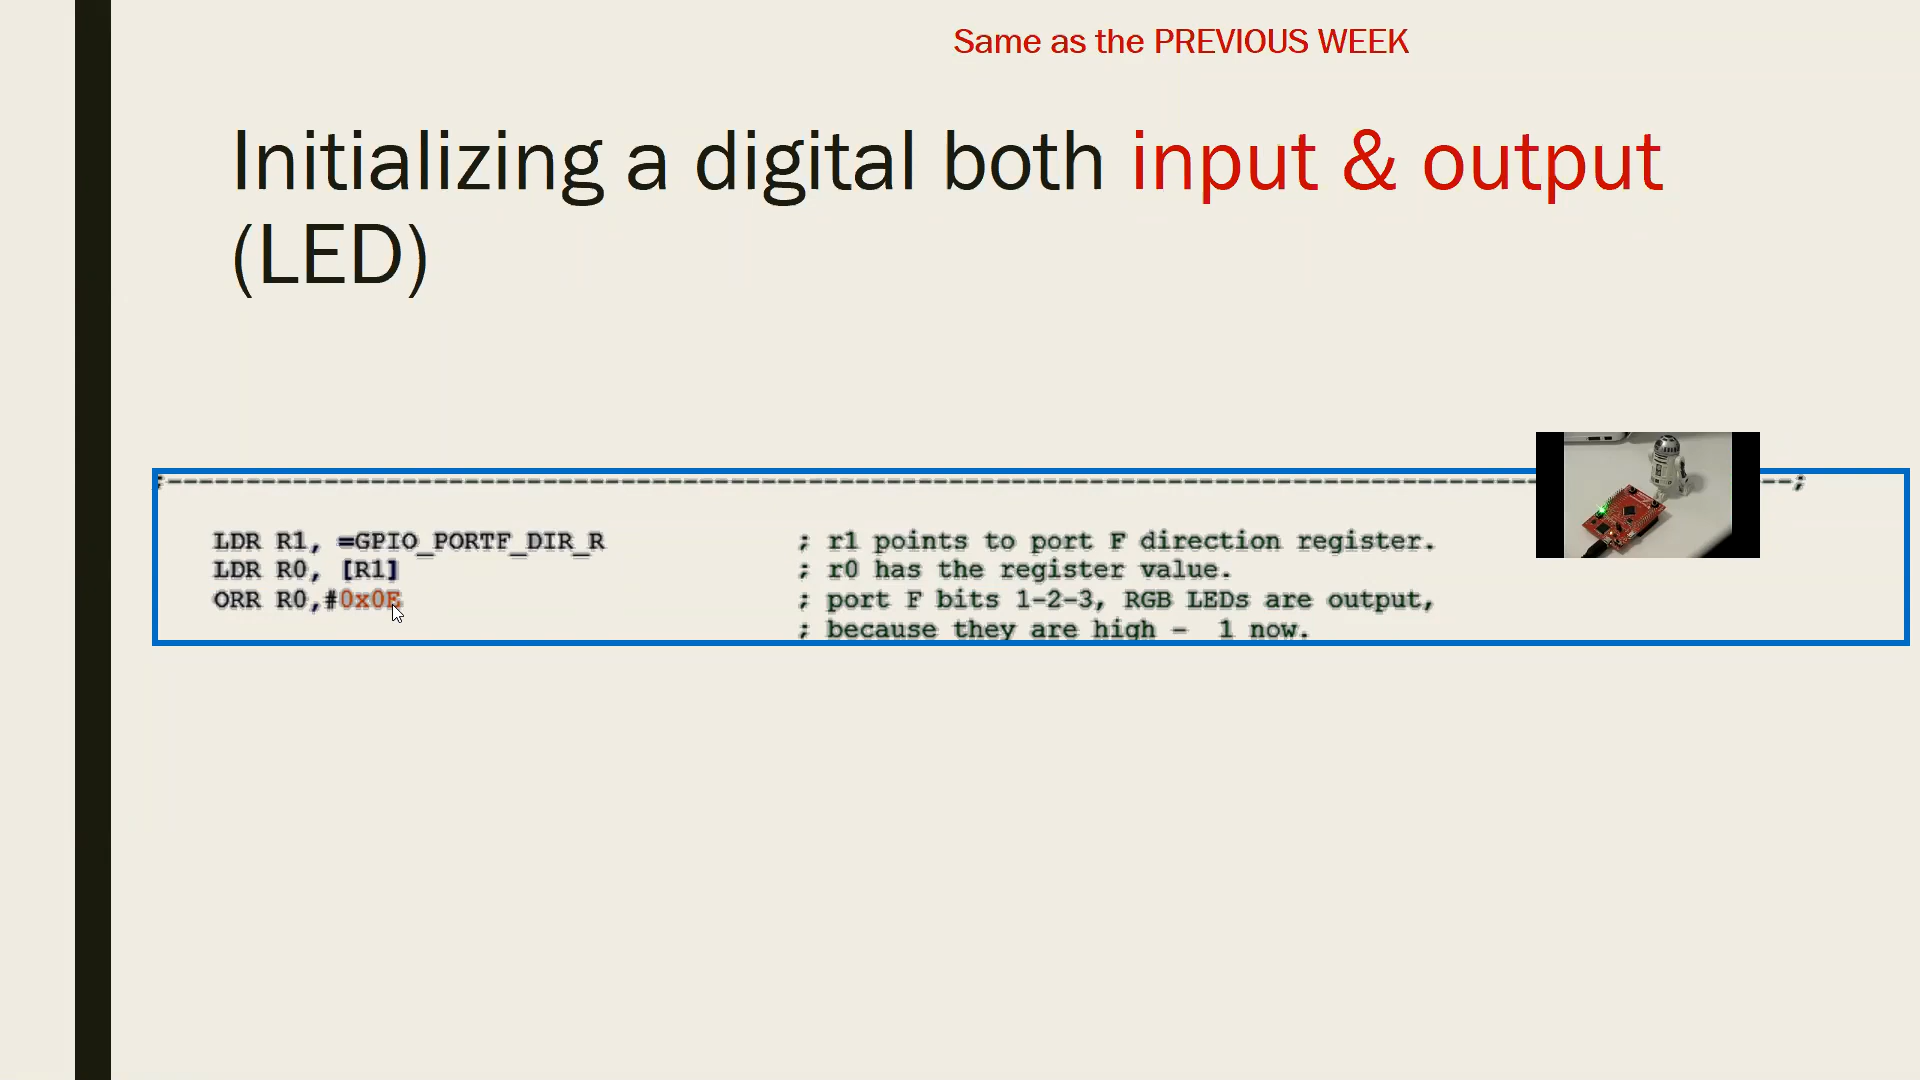 Same as the PREVIOUS WEEK
Initializing a digital both input & output
(LED)
;------------------------------------------------------------------------------------------------------;
LDR R1, =GPIO_PORTF_DIR_R ; r1 points to port F direction register.
LDR R0, [R1] ; r0 has the register value.
ORR R0,#0x0E ; port F bits 1-2-3, RGB LEDs are output,
; because they are high - 1 now.